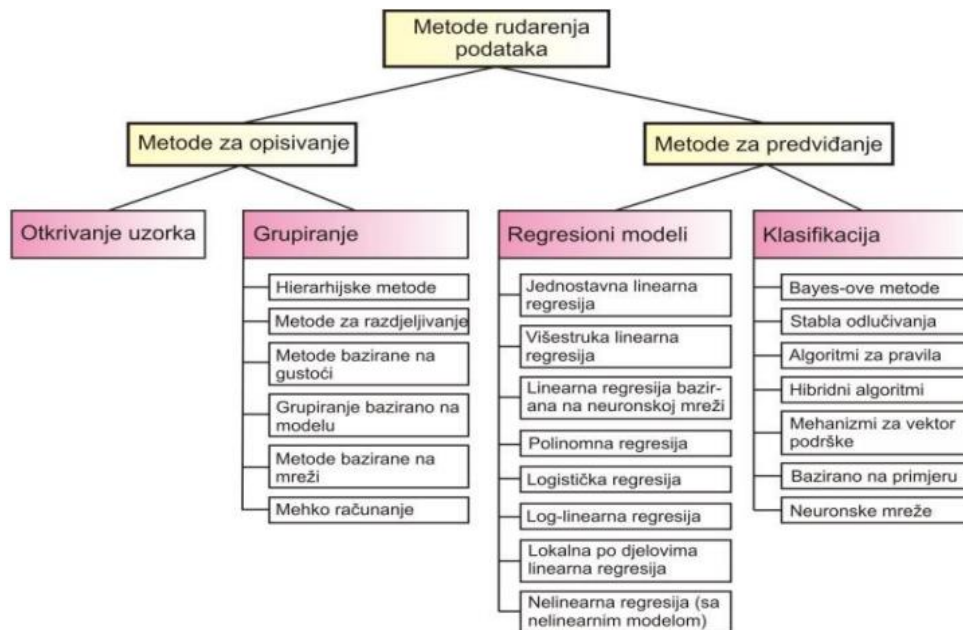 Metode rudarenja
podataka
Metode za opisivanje
Metode za predviđanje
Otkrivanje uzorka
Grupiranje
Regresioni modeli
Klasifikacija
Hierarhijske metode
Metode za razdjeljivanje
Metode bazirane na
gustoći
Grupiranje bazirano na
modelu
Metode bazirane na
mreži
Mehko računanje
Jednostavna linearna
regresija
Višestruka linearna
regresija
Linearna regresija bazir-
ana na neuronskoj mreži
Polinomna regresija
Logistička regresija
Log-linearna regresija
Lokalna po djelovima
linearna regresija
Nelinearna regresija (sa
nelinearnim modelom)
Bayes-ove metode
Stabla odlučivanja
Algoritmi za pravila
Hibridni algoritmi
Mehanizmi za vektor
podrške
Bazirano na primjeru
Neuronske mreže